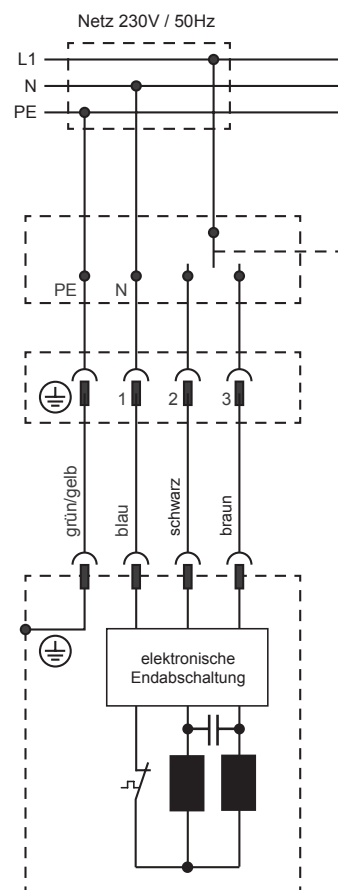 Netz 230V / 50Hz
L1
N
PE
PE N
1 2 3
grün/gelb
blau
schwarz
braun
elektronische
Endabschaltung